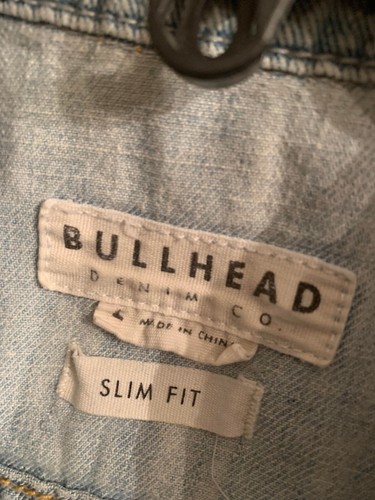 BULLHEAD
DENIM CO.
MADE IN CHINA
SLIM FIT